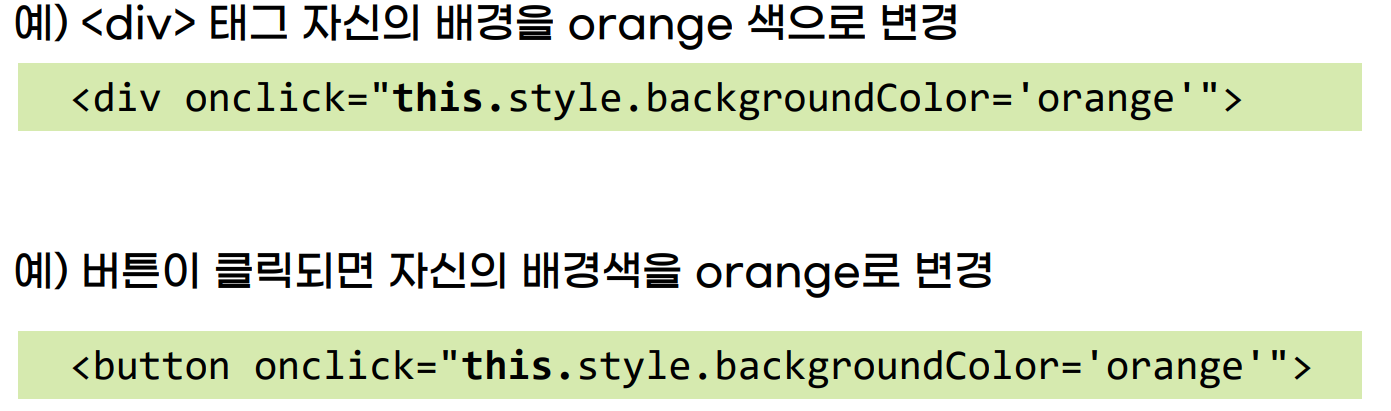 예) <div> 태그 자신의 배경을 orange 색으로 변경
<div onclick="this.style.backgroundColor='orange'">
예) 버튼이 클릭되면 자신의 배경색을 orange로 변경
<button onclick="this.style.backgroundColor='orange'">